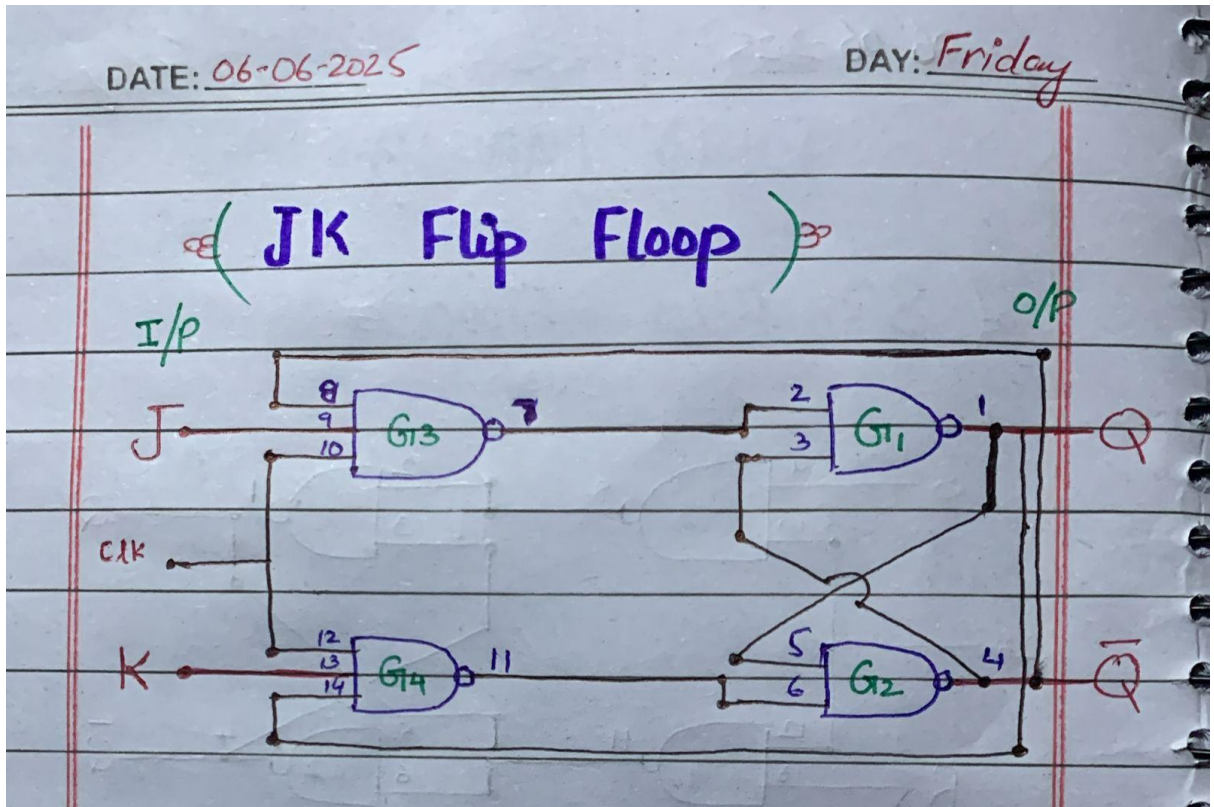 DATE: 06-06-2025 DAY: Friday
( JK Flip Floop )
I/P O/P
8
J 9 G3 7 2 G1 1 Q
10 3
Clk
12 5
K 13 G4 11 G2 4 Q̅
14 6